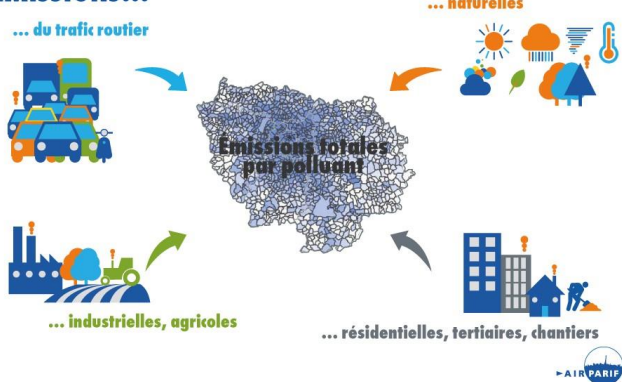 ... du trafic routier
... naturelles
Émissions totales
par polluant
... industrielles, agricoles
... résidentielles, tertiaires, chantiers
AIRPARIF